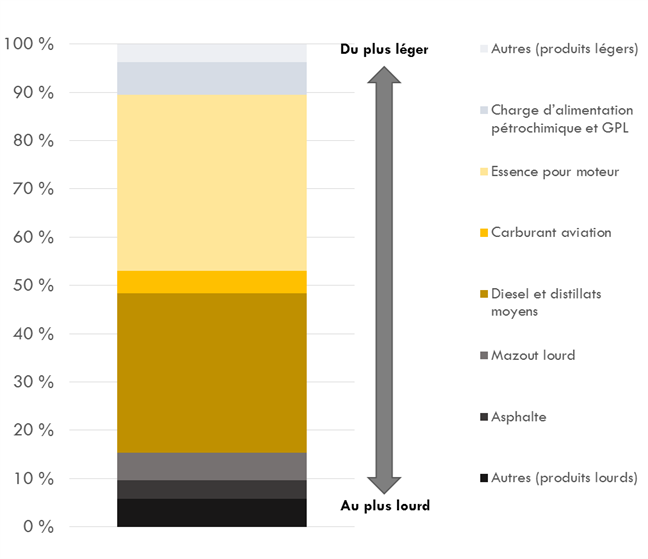 100 %
90 %
80 %
70 %
60 %
50 %
40 %
30 %
20 %
10 %
0 %
Du plus léger
Au plus lourd
Autres (produits légers)
Charge d'alimentation
pétrochimique et GPL
Essence pour moteur
Carburant aviation
Diesel et distillats
moyens
Mazout lourd
Asphalte
Autres (produits lourds)